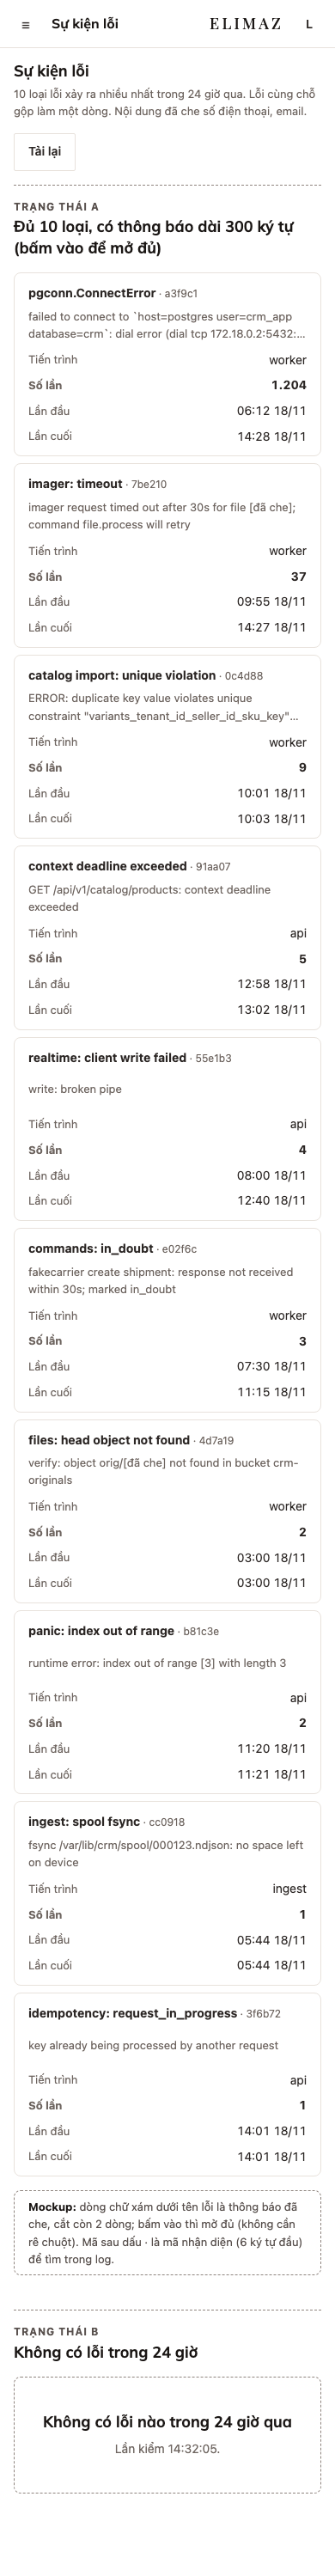 ≡ Sự kiện lỗi ELIMAZ L
Sự kiện lỗi
10 loại lỗi xảy ra nhiều nhất trong 24 giờ qua. Lỗi cùng chỗ
gộp làm một dòng. Nội dung đã che số điện thoại, email.
Tải lại
TRẠNG THÁI A
Đủ 10 loại, có thông báo dài 300 ký tự
(bấm vào để mở đủ)
pgconn.ConnectError · a3f9c1
failed to connect to `host=postgres user=crm_app
database=crm`: dial error (dial tcp 172.18.0.2:5432:...
Tiến trình worker
Số lần 1.204
Lần đầu 06:12 18/11
Lần cuối 14:28 18/11
imager: timeout · 7be210
imager request timed out after 30s for file [đã che];
command file.process will retry
Tiến trình worker
Số lần 37
Lần đầu 09:55 18/11
Lần cuối 14:27 18/11
catalog import: unique violation · 0c4d88
ERROR: duplicate key value violates unique
constraint "variants_tenant_id_seller_id_sku_key"...
Tiến trình worker
Số lần 9
Lần đầu 10:01 18/11
Lần cuối 10:03 18/11
context deadline exceeded · 91aa07
GET /api/v1/catalog/products: context deadline
exceeded
Tiến trình api
Số lần 5
Lần đầu 12:58 18/11
Lần cuối 13:02 18/11
realtime: client write failed · 55e1b3
write: broken pipe
Tiến trình api
Số lần 4
Lần đầu 08:00 18/11
Lần cuối 12:40 18/11
commands: in_doubt · e02f6c
fakecarrier create shipment: response not received
within 30s; marked in_doubt
Tiến trình worker
Số lần 3
Lần đầu 07:30 18/11
Lần cuối 11:15 18/11
files: head object not found · 4d7a19
verify: object orig/[đã che] not found in bucket crm-
originals
Tiến trình worker
Số lần 2
Lần đầu 03:00 18/11
Lần cuối 03:00 18/11
panic: index out of range · b81c3e
runtime error: index out of range [3] with length 3
Tiến trình api
Số lần 2
Lần đầu 11:20 18/11
Lần cuối 11:21 18/11
ingest: spool fsync · cc0918
fsync /var/lib/crm/spool/000123.ndjson: no space left
on device
Tiến trình ingest
Số lần 1
Lần đầu 05:44 18/11
Lần cuối 05:44 18/11
idempotency: request_in_progress · 3f6b72
key already being processed by another request
Tiến trình api
Số lần 1
Lần đầu 14:01 18/11
Lần cuối 14:01 18/11
Mockup: dòng chữ xám dưới tên lỗi là thông báo đã
che, cắt còn 2 dòng; bấm vào thì mở đủ (không cần
rê chuột). Mã sau dấu · là mã nhận diện (6 ký tự đầu)
để tìm trong log.
TRẠNG THÁI B
Không có lỗi trong 24 giờ
Không có lỗi nào trong 24 giờ qua
Lần kiểm 14:32:05.